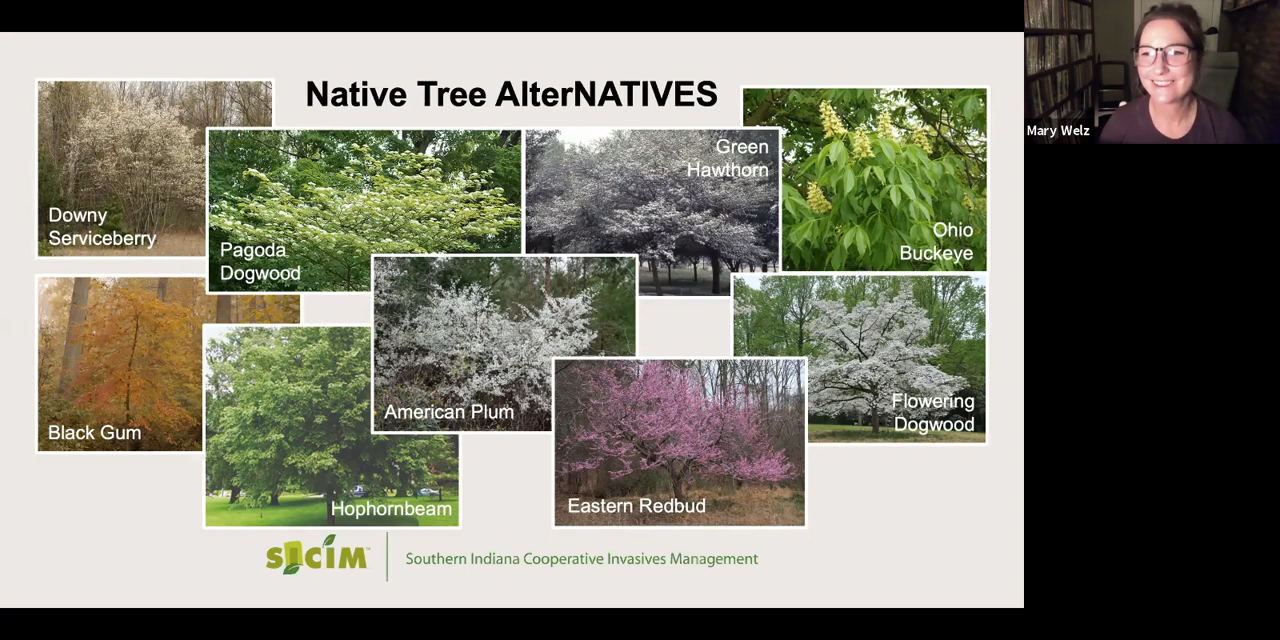 Native Tree AlterNATIVES
Downy
Serviceberry
Pagoda
Dogwood
Green
Hawthorn
Ohio
Buckeye
Black Gum
Hophornbeam
American Plum
Eastern Redbud
Flowering
Dogwood
SICIM™
Southern Indiana Cooperative Invasives Management
Mary Welz